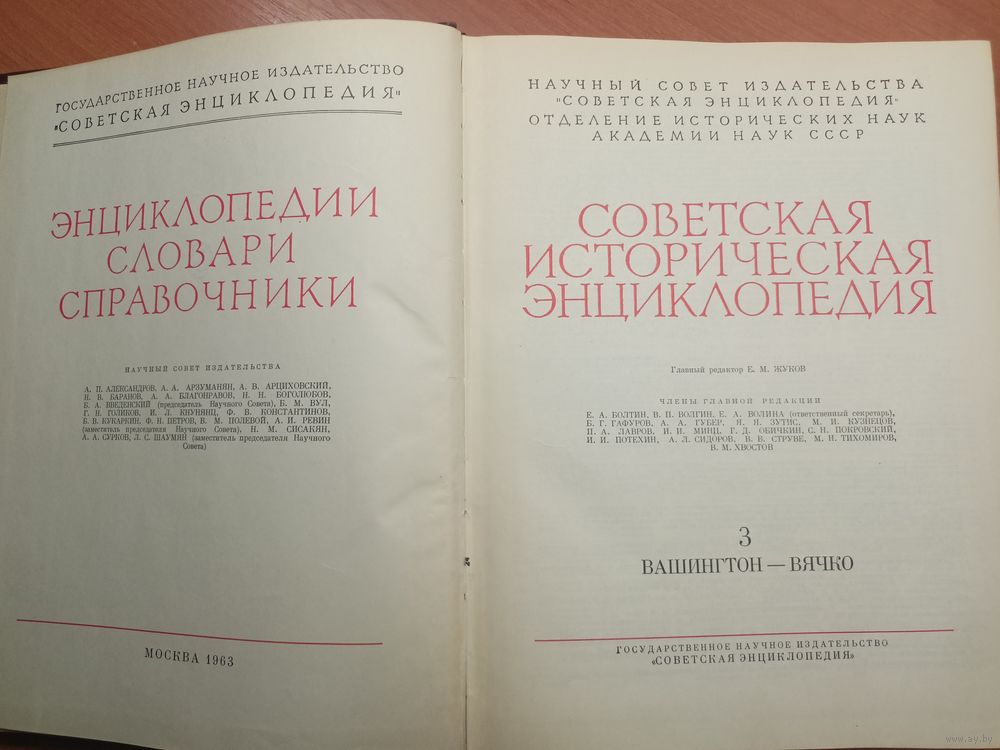 ГОСУДАРСТВЕННОЕ НАУЧНОЕ ИЗДАТЕЛЬСТВО
"СОВЕТСКАЯ ЭНЦИКЛОПЕДИЯ"
ЭНЦИКЛОПЕДИИ
СЛОВАРИ
СПРАВОЧНИКИ
НАУЧНЫЙ СОВЕТ ИЗДАТЕЛЬСТВА
А. П. АЛЕКСАНДРОВ, А. А. АРЗУМАНЯН, А. В. АРЦИХОВСКИЙ,
Н. В. БАРАНОВ, А. А. БЛАГОНРАВОВ, Н. Н. БОГОЛЮБОВ,
Б. А. ВВЕДЕНСКИЙ (председатель Научного Совета), Б. М. ВУЛ,
Г. Н. ГОЛИКОВ, И. Л. КНУНЯНЦ, Ф. В. КОНСТАНТИНОВ,
Б. В. КУКАРКИН, Ф. Н. ПЕТРОВ, Б. М. ПОЛЕВОЙ, А. И. РЕВИН
(заместитель председателя Научного Совета), Н. М. СИСАКЯН,
А. А. СУРКОВ, Л. С. ШАУМЯН (заместитель председателя Научного
Совета)
МОСКВА 1963
НАУЧНЫЙ СОВЕТ ИЗДАТЕЛЬСТВА
"СОВЕТСКАЯ ЭНЦИКЛОПЕДИЯ"
ОТДЕЛЕНИЕ ИСТОРИЧЕСКИХ НАУК
АКАДЕМИИ НАУК СССР
СОВЕТСКАЯ
ИСТОРИЧЕСКАЯ
ЭНЦИКЛОПЕДИЯ
Главный редактор Е. М. ЖУКОВ
ЧЛЕНЫ ГЛАВНОЙ РЕДАКЦИИ
Е. А. БОЛТИН, В. П. ВОЛГИН, Е. А. ВОЛИНА (ответственный секретарь),
Б. Г. ГАФУРОВ, А. А. ГУБЕР, Я. Я. ЗУТИС, М. И. КУЗНЕЦОВ,
П. А. ЛАВРОВ, И. И. МИНЦ, Г. Д. ОБИЧКИН, С. Н. ПОКРОВСКИЙ,
И. И. ПОТЕХИН, А. Л. СИДОРОВ, В. В. СТРУВЕ, М. Н. ТИХОМИРОВ,
В. М. ХВОСТОВ
3
ВАШИНГТОН — ВЯЧКО
ГОСУДАРСТВЕННОЕ НАУЧНОЕ ИЗДАТЕЛЬСТВО
«СОВЕТСКАЯ ЭНЦИКЛОПЕДИЯ»
www.ay.by